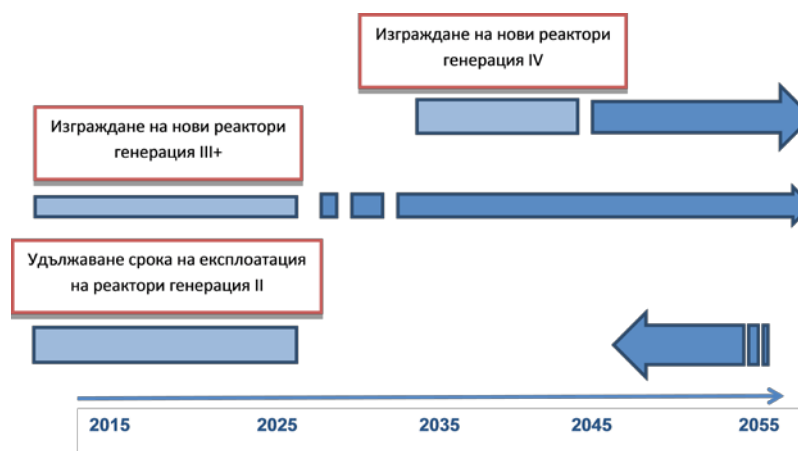 Изграждане на нови реактори
генерация IV
Изграждане на нови реактори
генерация III+
Удължаване срока на експлоатация
на реактори генерация II
2015 2025 2035 2045 2055